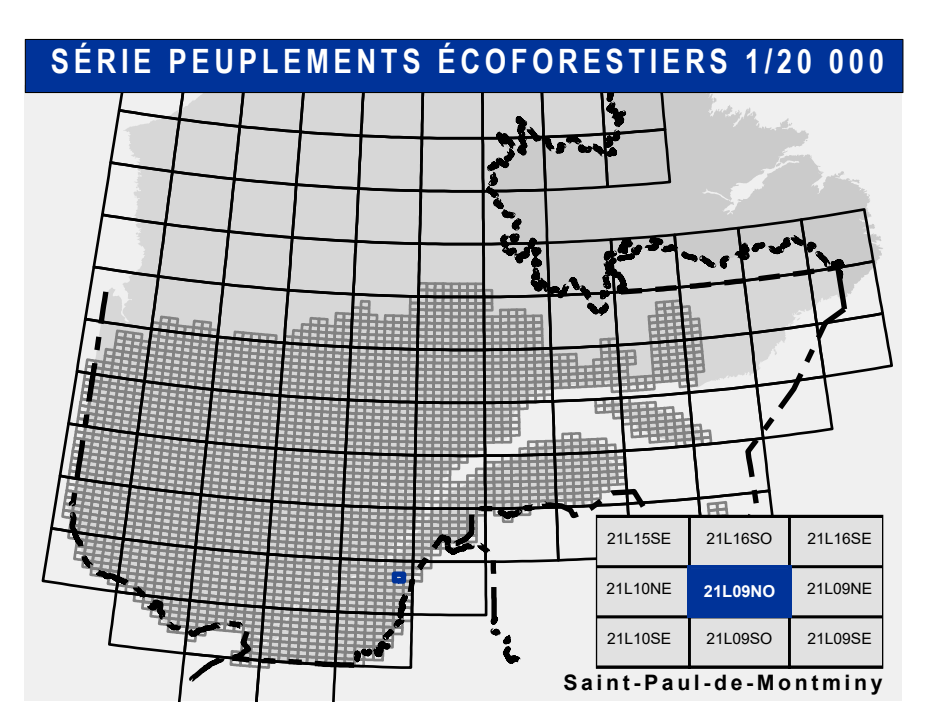 SÉRIE PEUPLEMENTS ÉCOFORESTIERS 1/20 000
21L15SE 21L16SO 21L16SE
21L10NE 21L09NO 21L09NE
21L10SE 21L09SO 21L09SE
Saint-Paul-de-Montminy